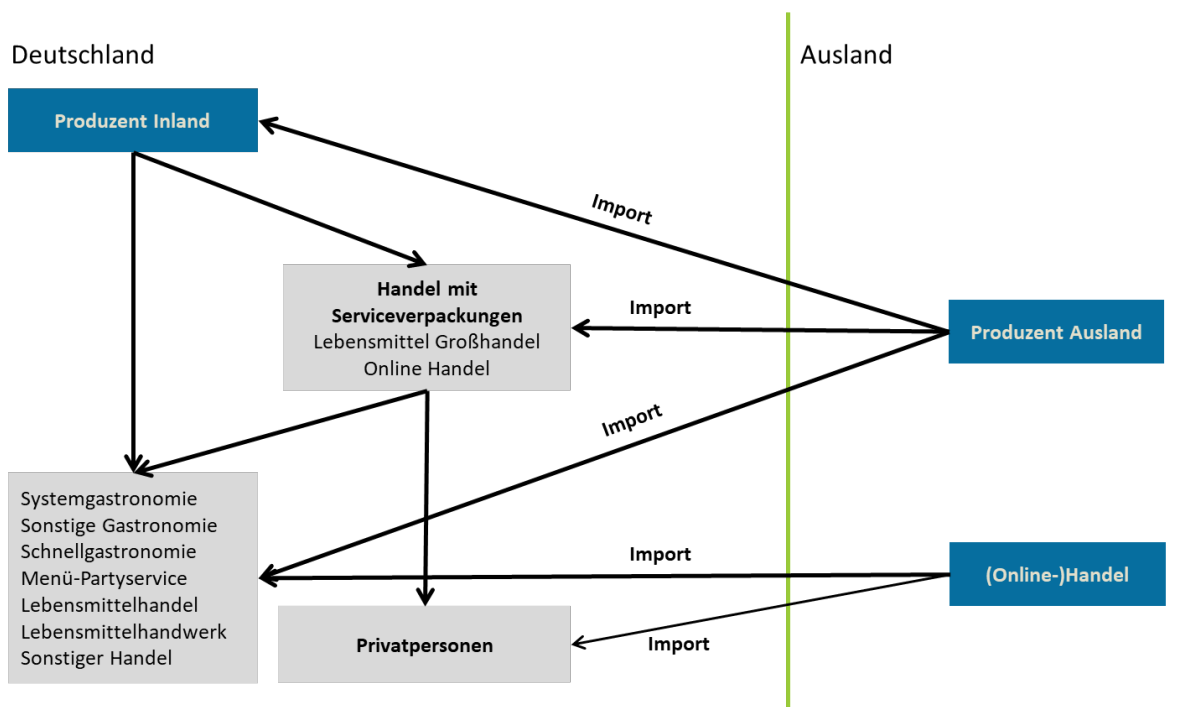 Deutschland
Ausland
Produzent Inland
Import
Handel mit
Serviceverpackungen
Lebensmittel Großhandel
Online Handel
Import
Produzent Ausland
Import
Systemgastronomie
Sonstige Gastronomie
Schnellgastronomie
Menü-Partyservice
Lebensmittelhandel
Lebensmittelhandwerk
Sonstiger Handel
Import
(Online-)Handel
Privatpersonen
Import